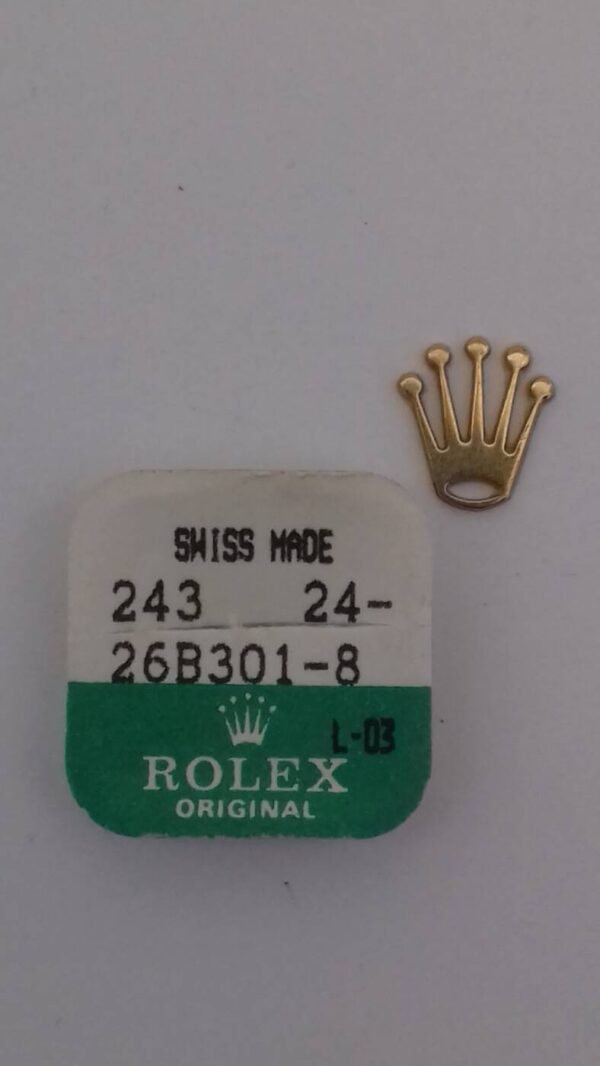 SWISS MADE
243 24-
26B301-8
L-03
ROLEX
ORIGINAL